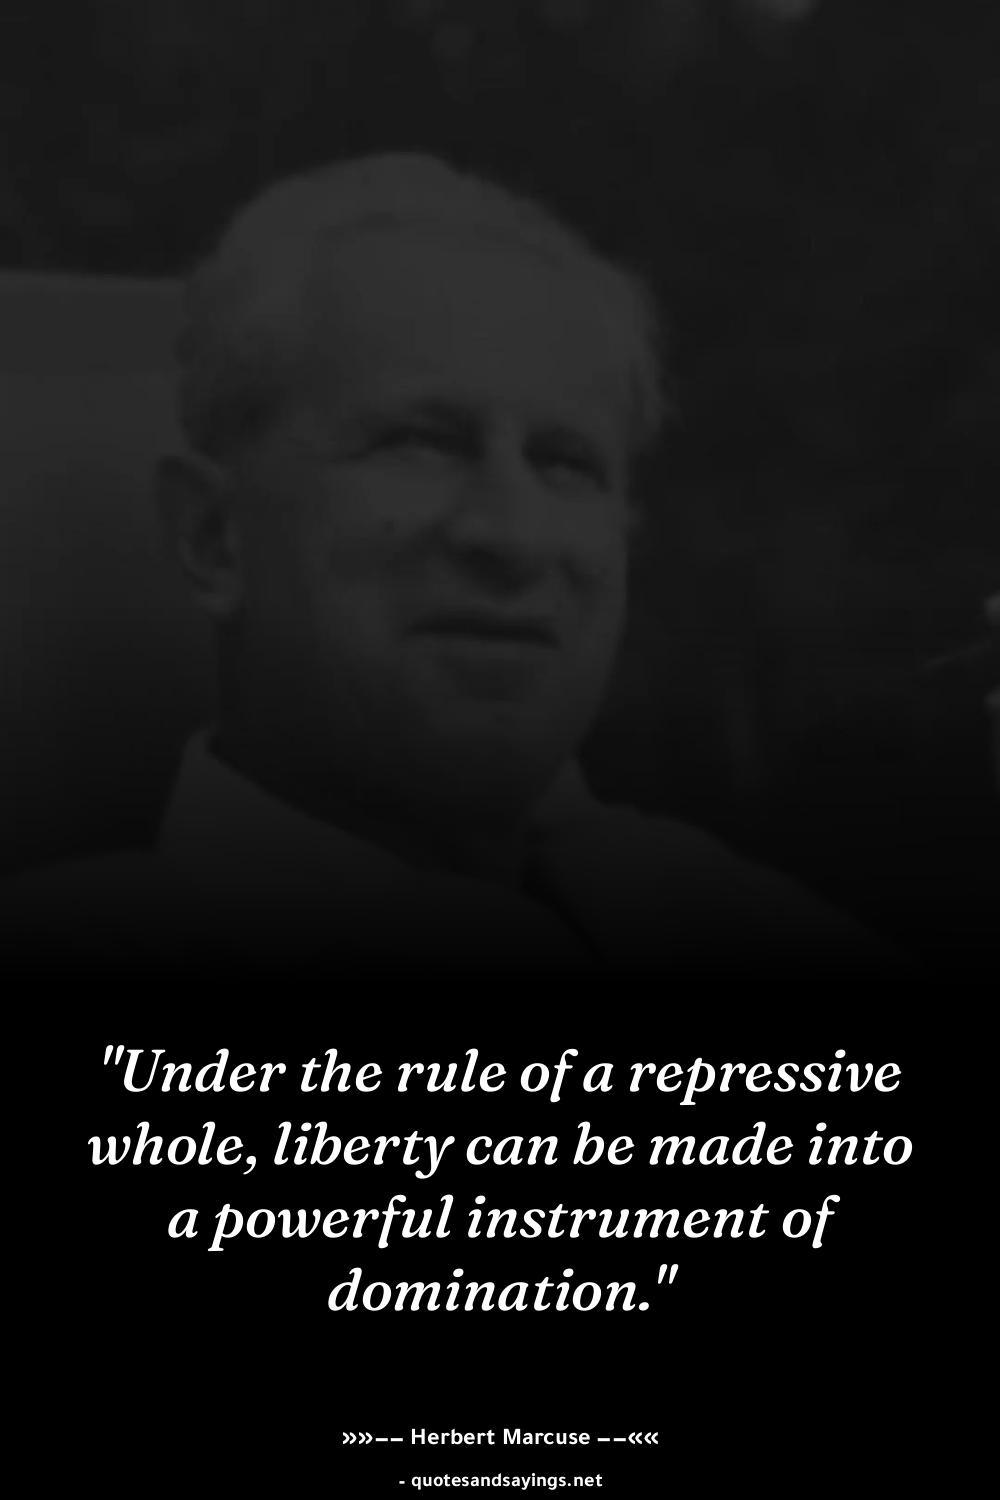 "Under the rule of a repressive
whole, liberty can be made into
a powerful instrument of
domination."
»»−− Herbert Marcuse −−««
- quotesandsayings.net